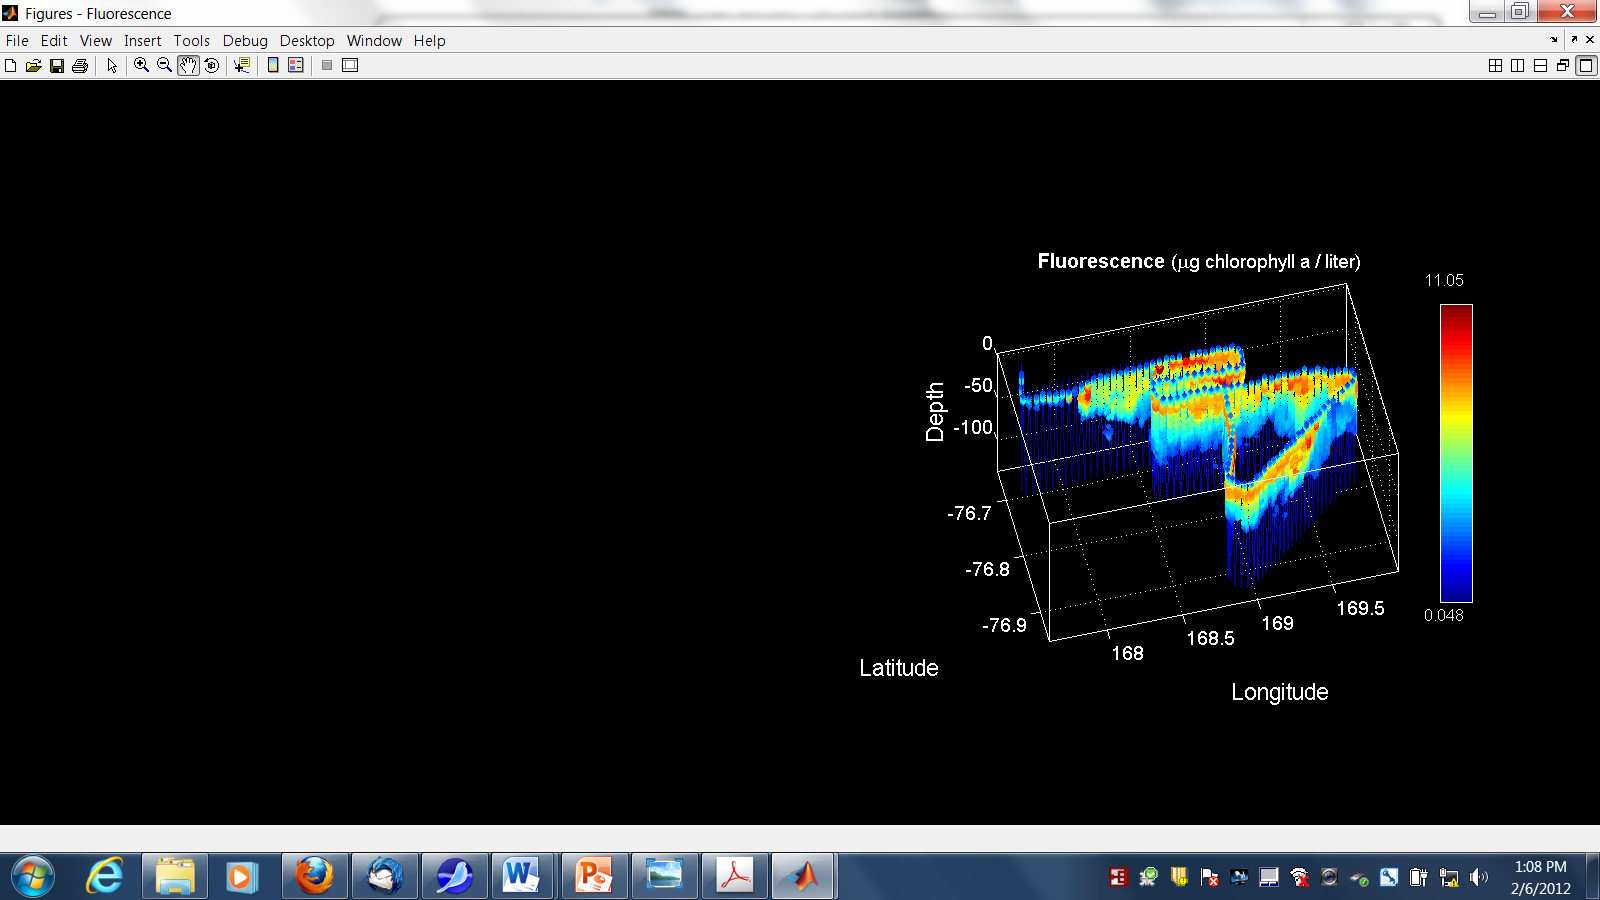 Figures - Fluorescence
File Edit View Insert Tools Debug Desktop Window Help
Fluorescence (μg chlorophyll a / liter)
11.05
0
-50
-100
Depth
-76.7
-76.8
-76.9
Latitude
168
168.5
169
169.5
Longitude
0.048
1:08 PM
2/6/2012